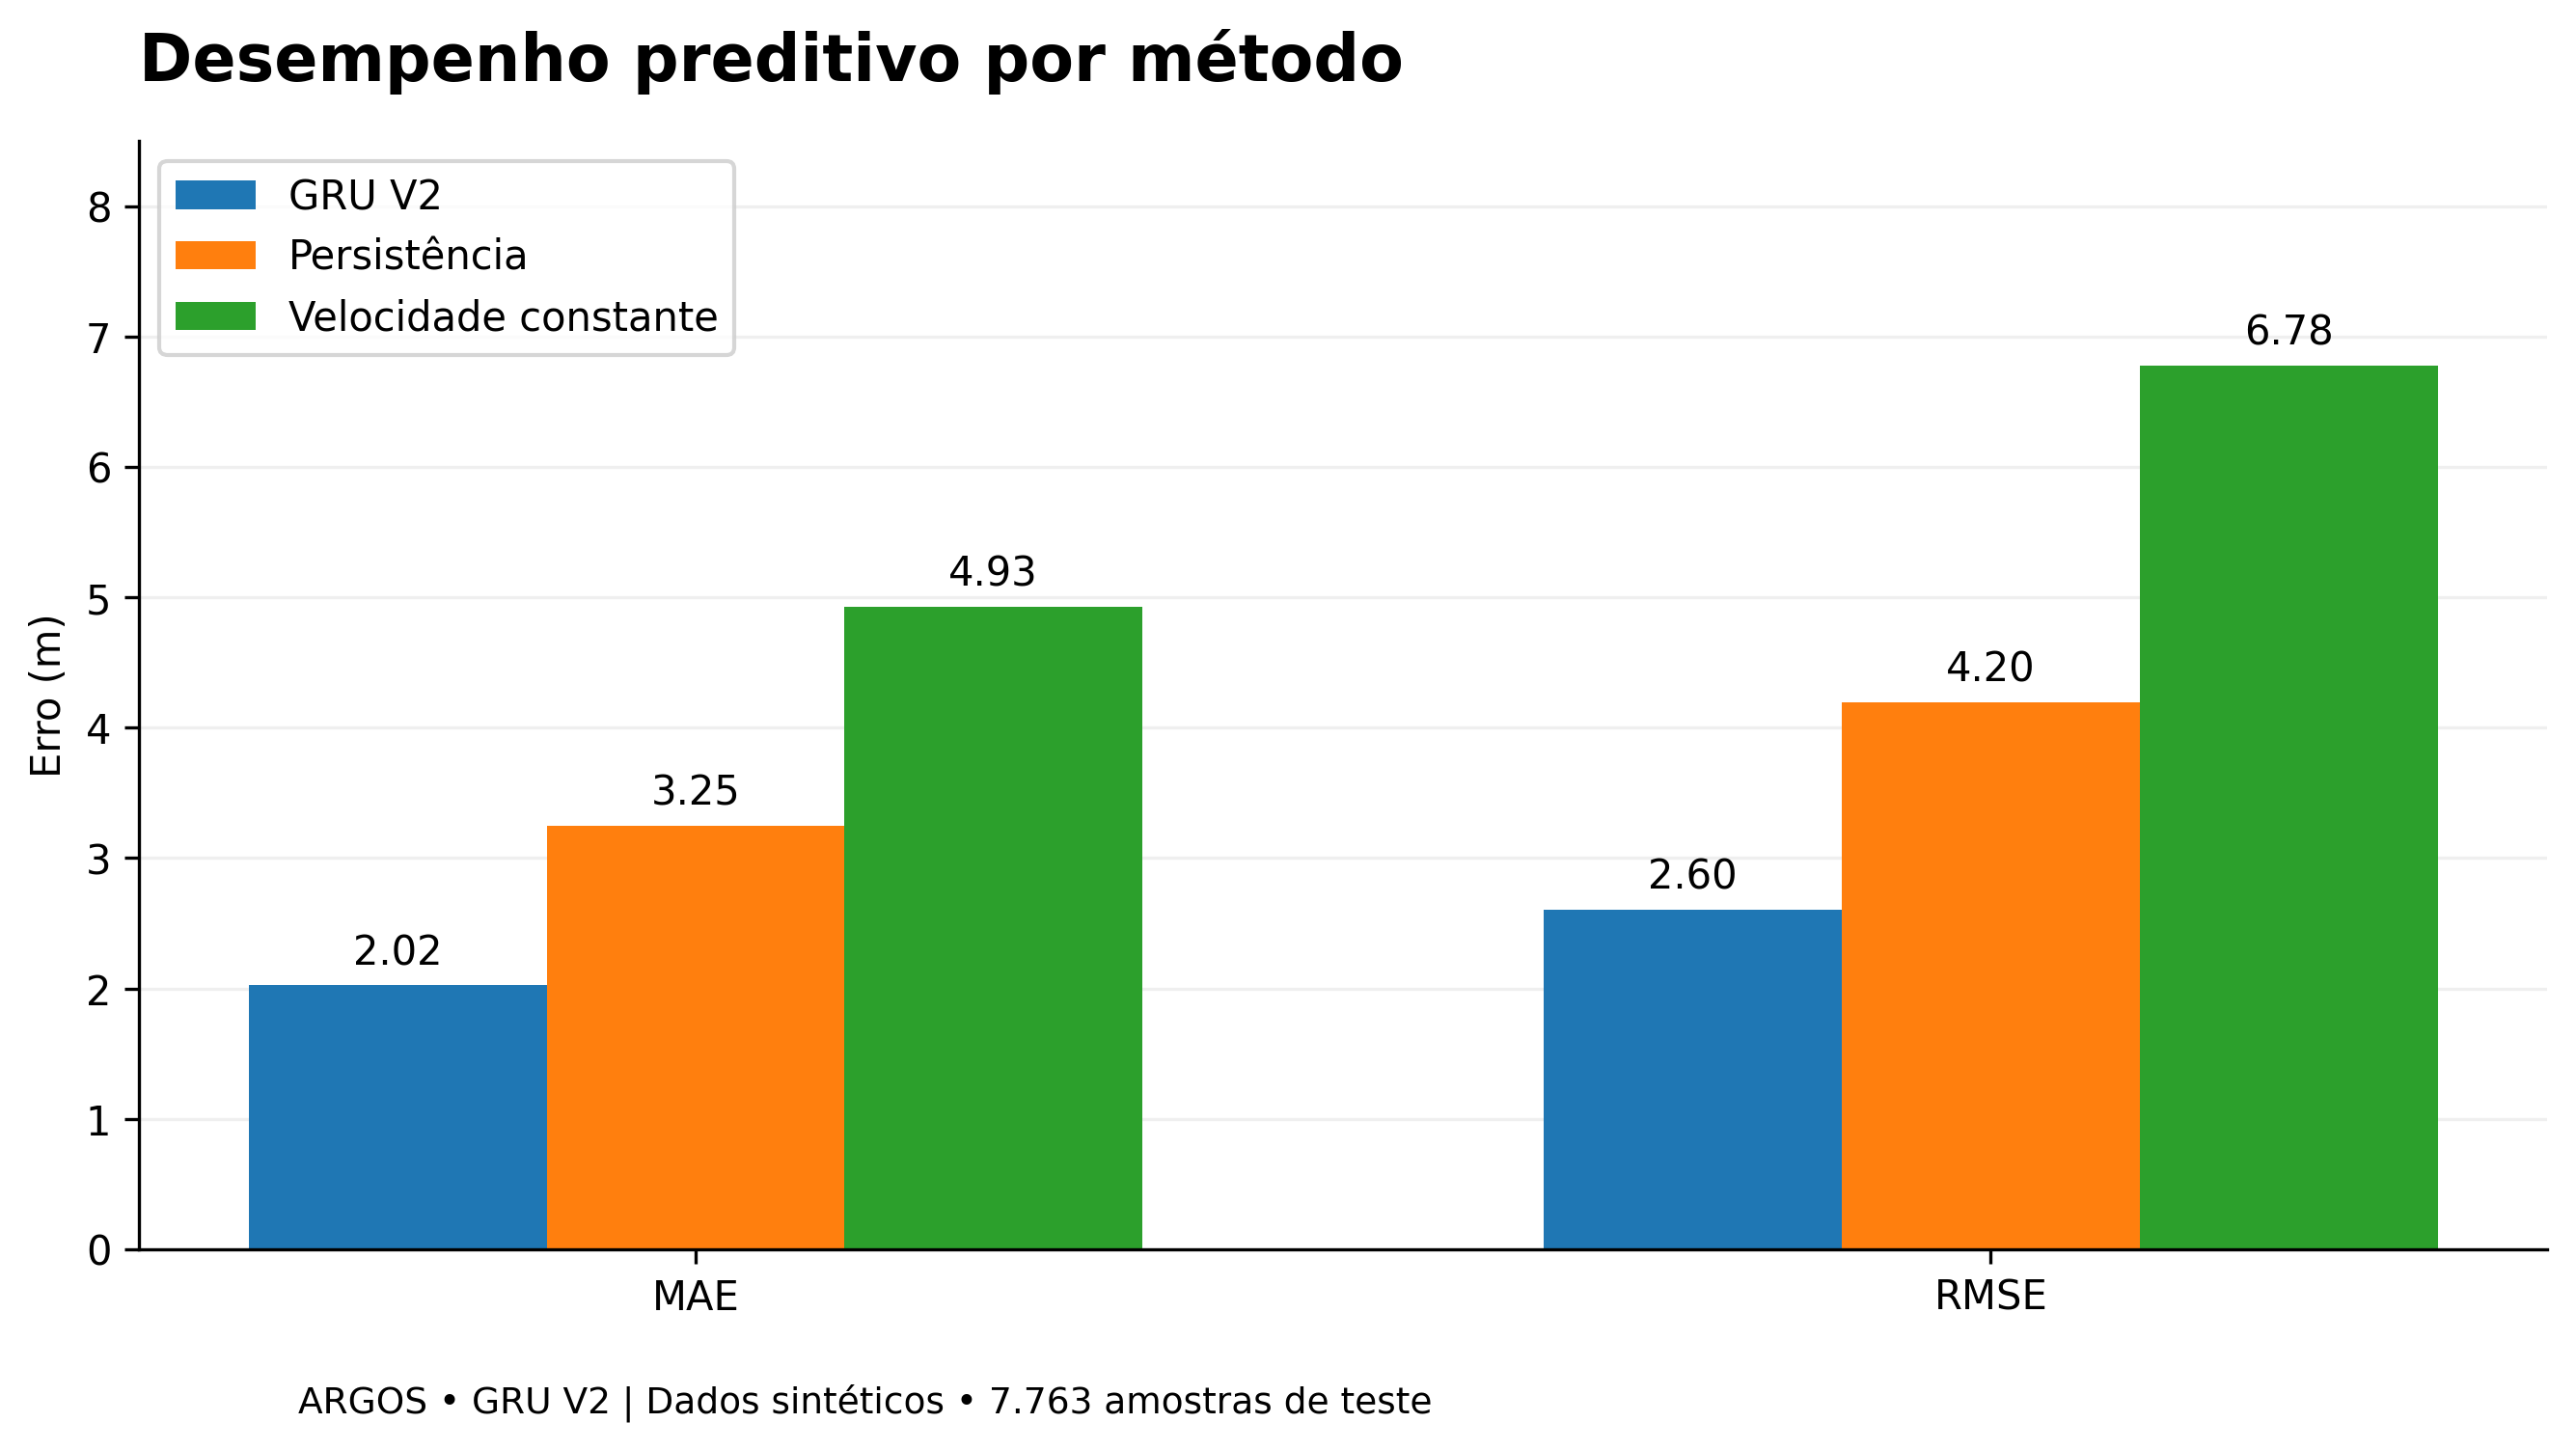 Desempenho preditivo por método
GRU V2
Persistência
Velocidade constante
Erro (m)
8
7
6
5
4
3
2
1
0
2.02
3.25
4.93
2.60
4.20
6.78
MAE
RMSE
ARGOS • GRU V2 | Dados sintéticos • 7.763 amostras de teste